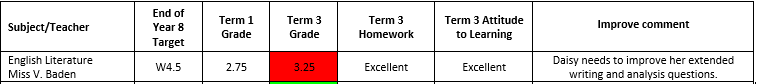 Subject/Teacher
End of
Year 8
Target
Term 1
Grade
Term 3
Grade
Term 3
Homework
Term 3 Attitude
to Learning
Improve comment
English Literature
Miss V. Baden
W4.5
2.75
3.25
Excellent
Excellent
Daisy needs to improve her extended
writing and analysis questions.